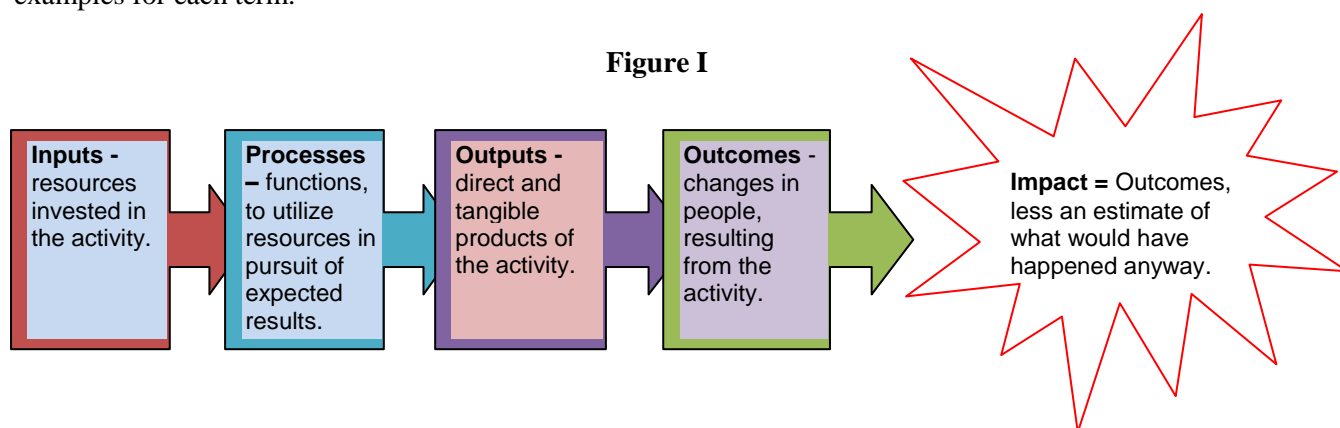 examples for each term.
Figure I
Inputs -
resources
invested in
the activity.
Processes
– functions,
to utilize
resources in
pursuit of
expected
results.
Outputs -
direct and
tangible
products of
the activity.
Outcomes -
changes in
people,
resulting
from the
activity.
Impact = Outcomes,
less an estimate of
what would have
happened anyway.